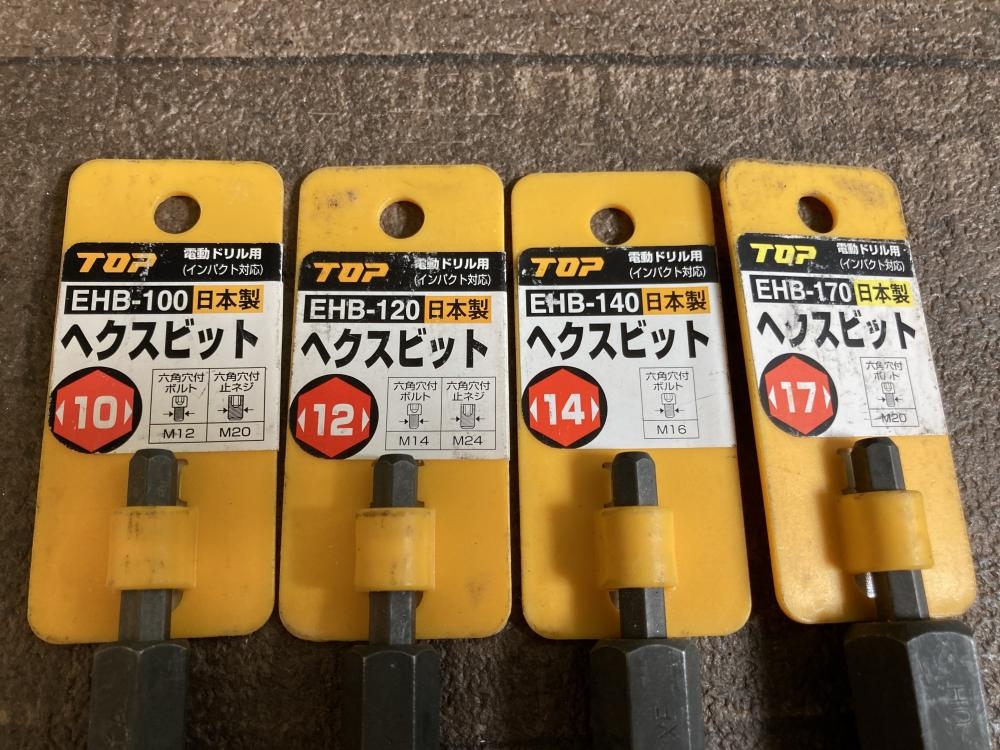 TOP 電動ドリル用
(インパクト対応)
EHB-100 日本製
ヘクスビット
10
六角穴付
ボルト
六角穴付
止ネジ
M12 M20
TOP 電動ドリル用
(インパクト対応)
EHB-120 日本製
ヘクスビット
12
六角穴付
ボルト
六角穴付
止ネジ
M14 M24
TOP 電動ドリル用
(インパクト対応)
EHB-140 日本製
ヘクスビット
14
六角穴付
ボルト
M16
TOP 電動ドリル用
(インパクト対応)
EHB-170 日本製
ヘクスビット
17
六角穴付
ボルト
M20